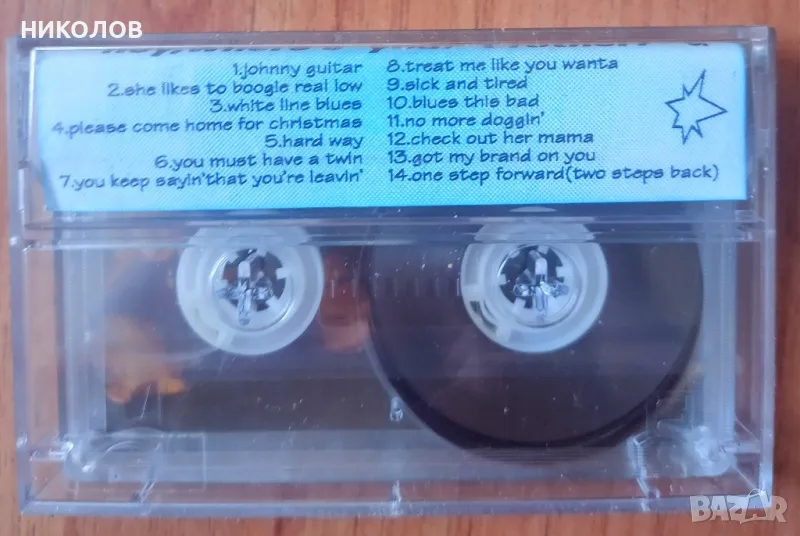 НИКОЛОВ
1.johnny guitar
2.she likes to boogie real low
3.white line blues
4.please come home for christmas
5.hard way
6.you must have a twin
7.you keep sayin'that you're leavin'
8.treat me like you wanta
9.sick and tired
10.blues this bad
11.no more doggin'
12.check out her mama
13.got my brand on you
14.one step forward(two steps back)
BAZAR